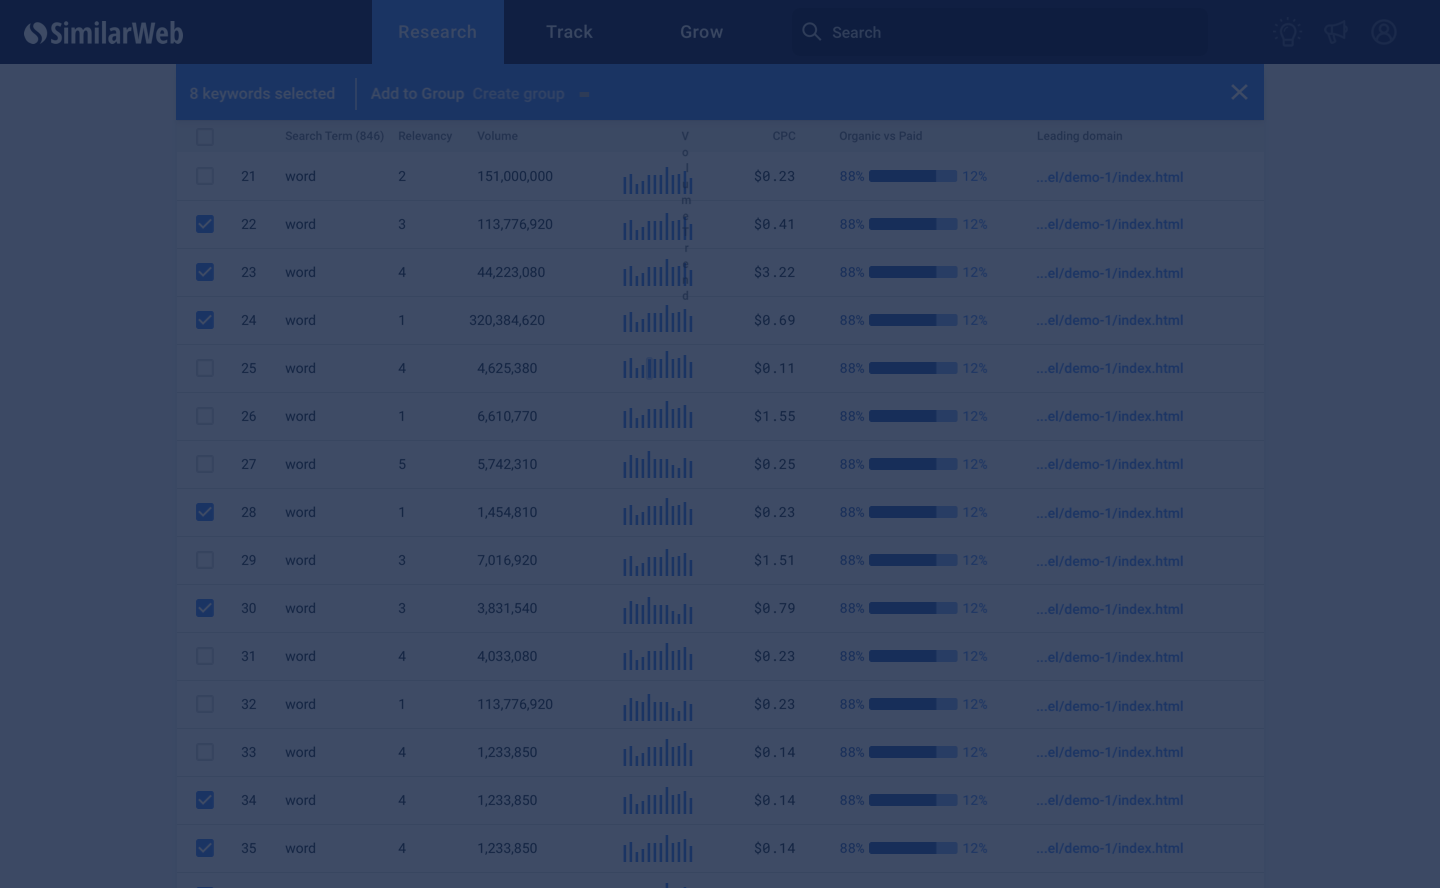 SimilarWeb Research Track Grow Search
8 keywords selected Add to Group Create group
Search Term (846) Relevancy Volume Volume Trend CPC Organic vs Paid Leading domain
21 word 2 151,000,000 $0.23 88% 12% ...el/demo-1/index.html
22 word 3 113,776,920 $0.41 88% 12% ...el/demo-1/index.html
23 word 4 44,223,080 $3.22 88% 12% ...el/demo-1/index.html
24 word 1 320,384,620 $0.69 88% 12% ...el/demo-1/index.html
25 word 4 4,625,380 $0.11 88% 12% ...el/demo-1/index.html
26 word 1 6,610,770 $1.55 88% 12% ...el/demo-1/index.html
27 word 5 5,742,310 $0.25 88% 12% ...el/demo-1/index.html
28 word 1 1,454,810 $0.23 88% 12% ...el/demo-1/index.html
29 word 3 7,016,920 $1.51 88% 12% ...el/demo-1/index.html
30 word 3 3,831,540 $0.79 88% 12% ...el/demo-1/index.html
31 word 4 4,033,080 $0.23 88% 12% ...el/demo-1/index.html
32 word 1 113,776,920 $0.23 88% 12% ...el/demo-1/index.html
33 word 4 1,233,850 $0.14 88% 12% ...el/demo-1/index.html
34 word 4 1,233,850 $0.14 88% 12% ...el/demo-1/index.html
35 word 4 1,233,850 $0.14 88% 12% ...el/demo-1/index.html